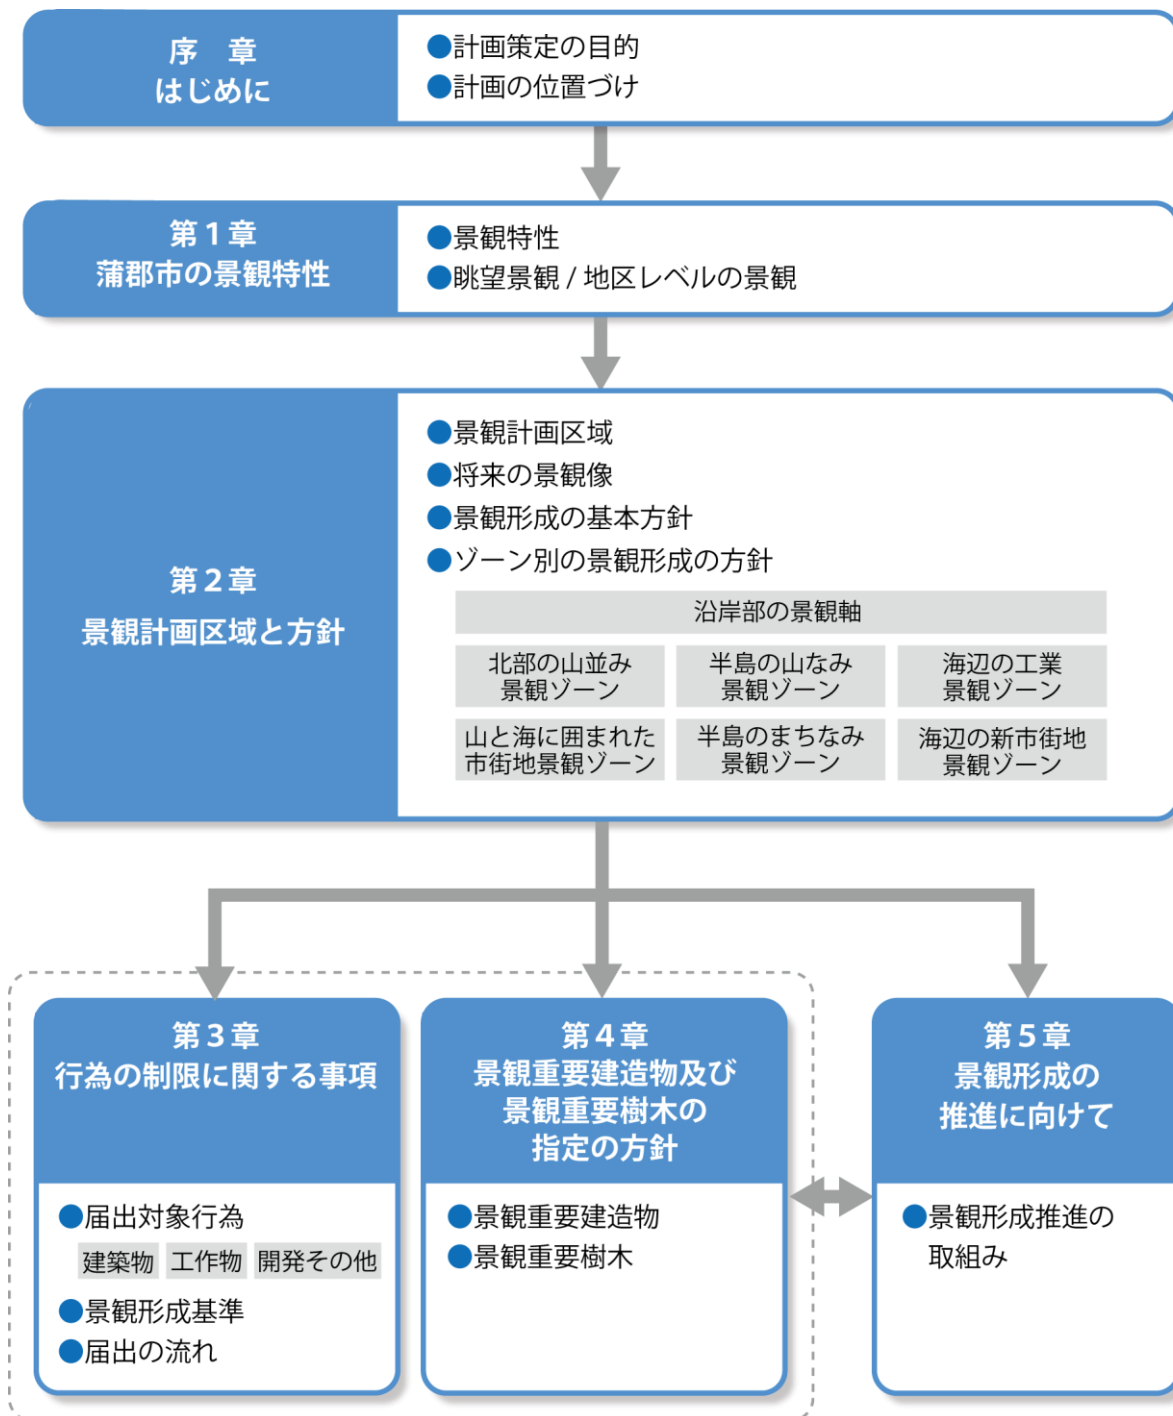 序　章
はじめに
●計画策定の目的
●計画の位置づけ
第１章
蒲郡市の景観特性
●景観特性
●眺望景観 / 地区レベルの景観
第２章
景観計画区域と方針
●景観計画区域
●将来の景観像
●景観形成の基本方針
●ゾーン別の景観形成の方針
沿岸部の景観軸
北部の山並み
景観ゾーン
半島の山なみ
景観ゾーン
海辺の工業
景観ゾーン
山と海に囲まれた
市街地景観ゾーン
半島のまちなみ
景観ゾーン
海辺の新市街地
景観ゾーン
第３章
行為の制限に関する事項
●届出対象行為
建築物
工作物
開発その他
●景観形成基準
●届出の流れ
第４章
景観重要建造物及び
景観重要樹木の
指定の方針
●景観重要建造物
●景観重要樹木
第５章
景観形成の
推進に向けて
●景観形成推進の
取組み